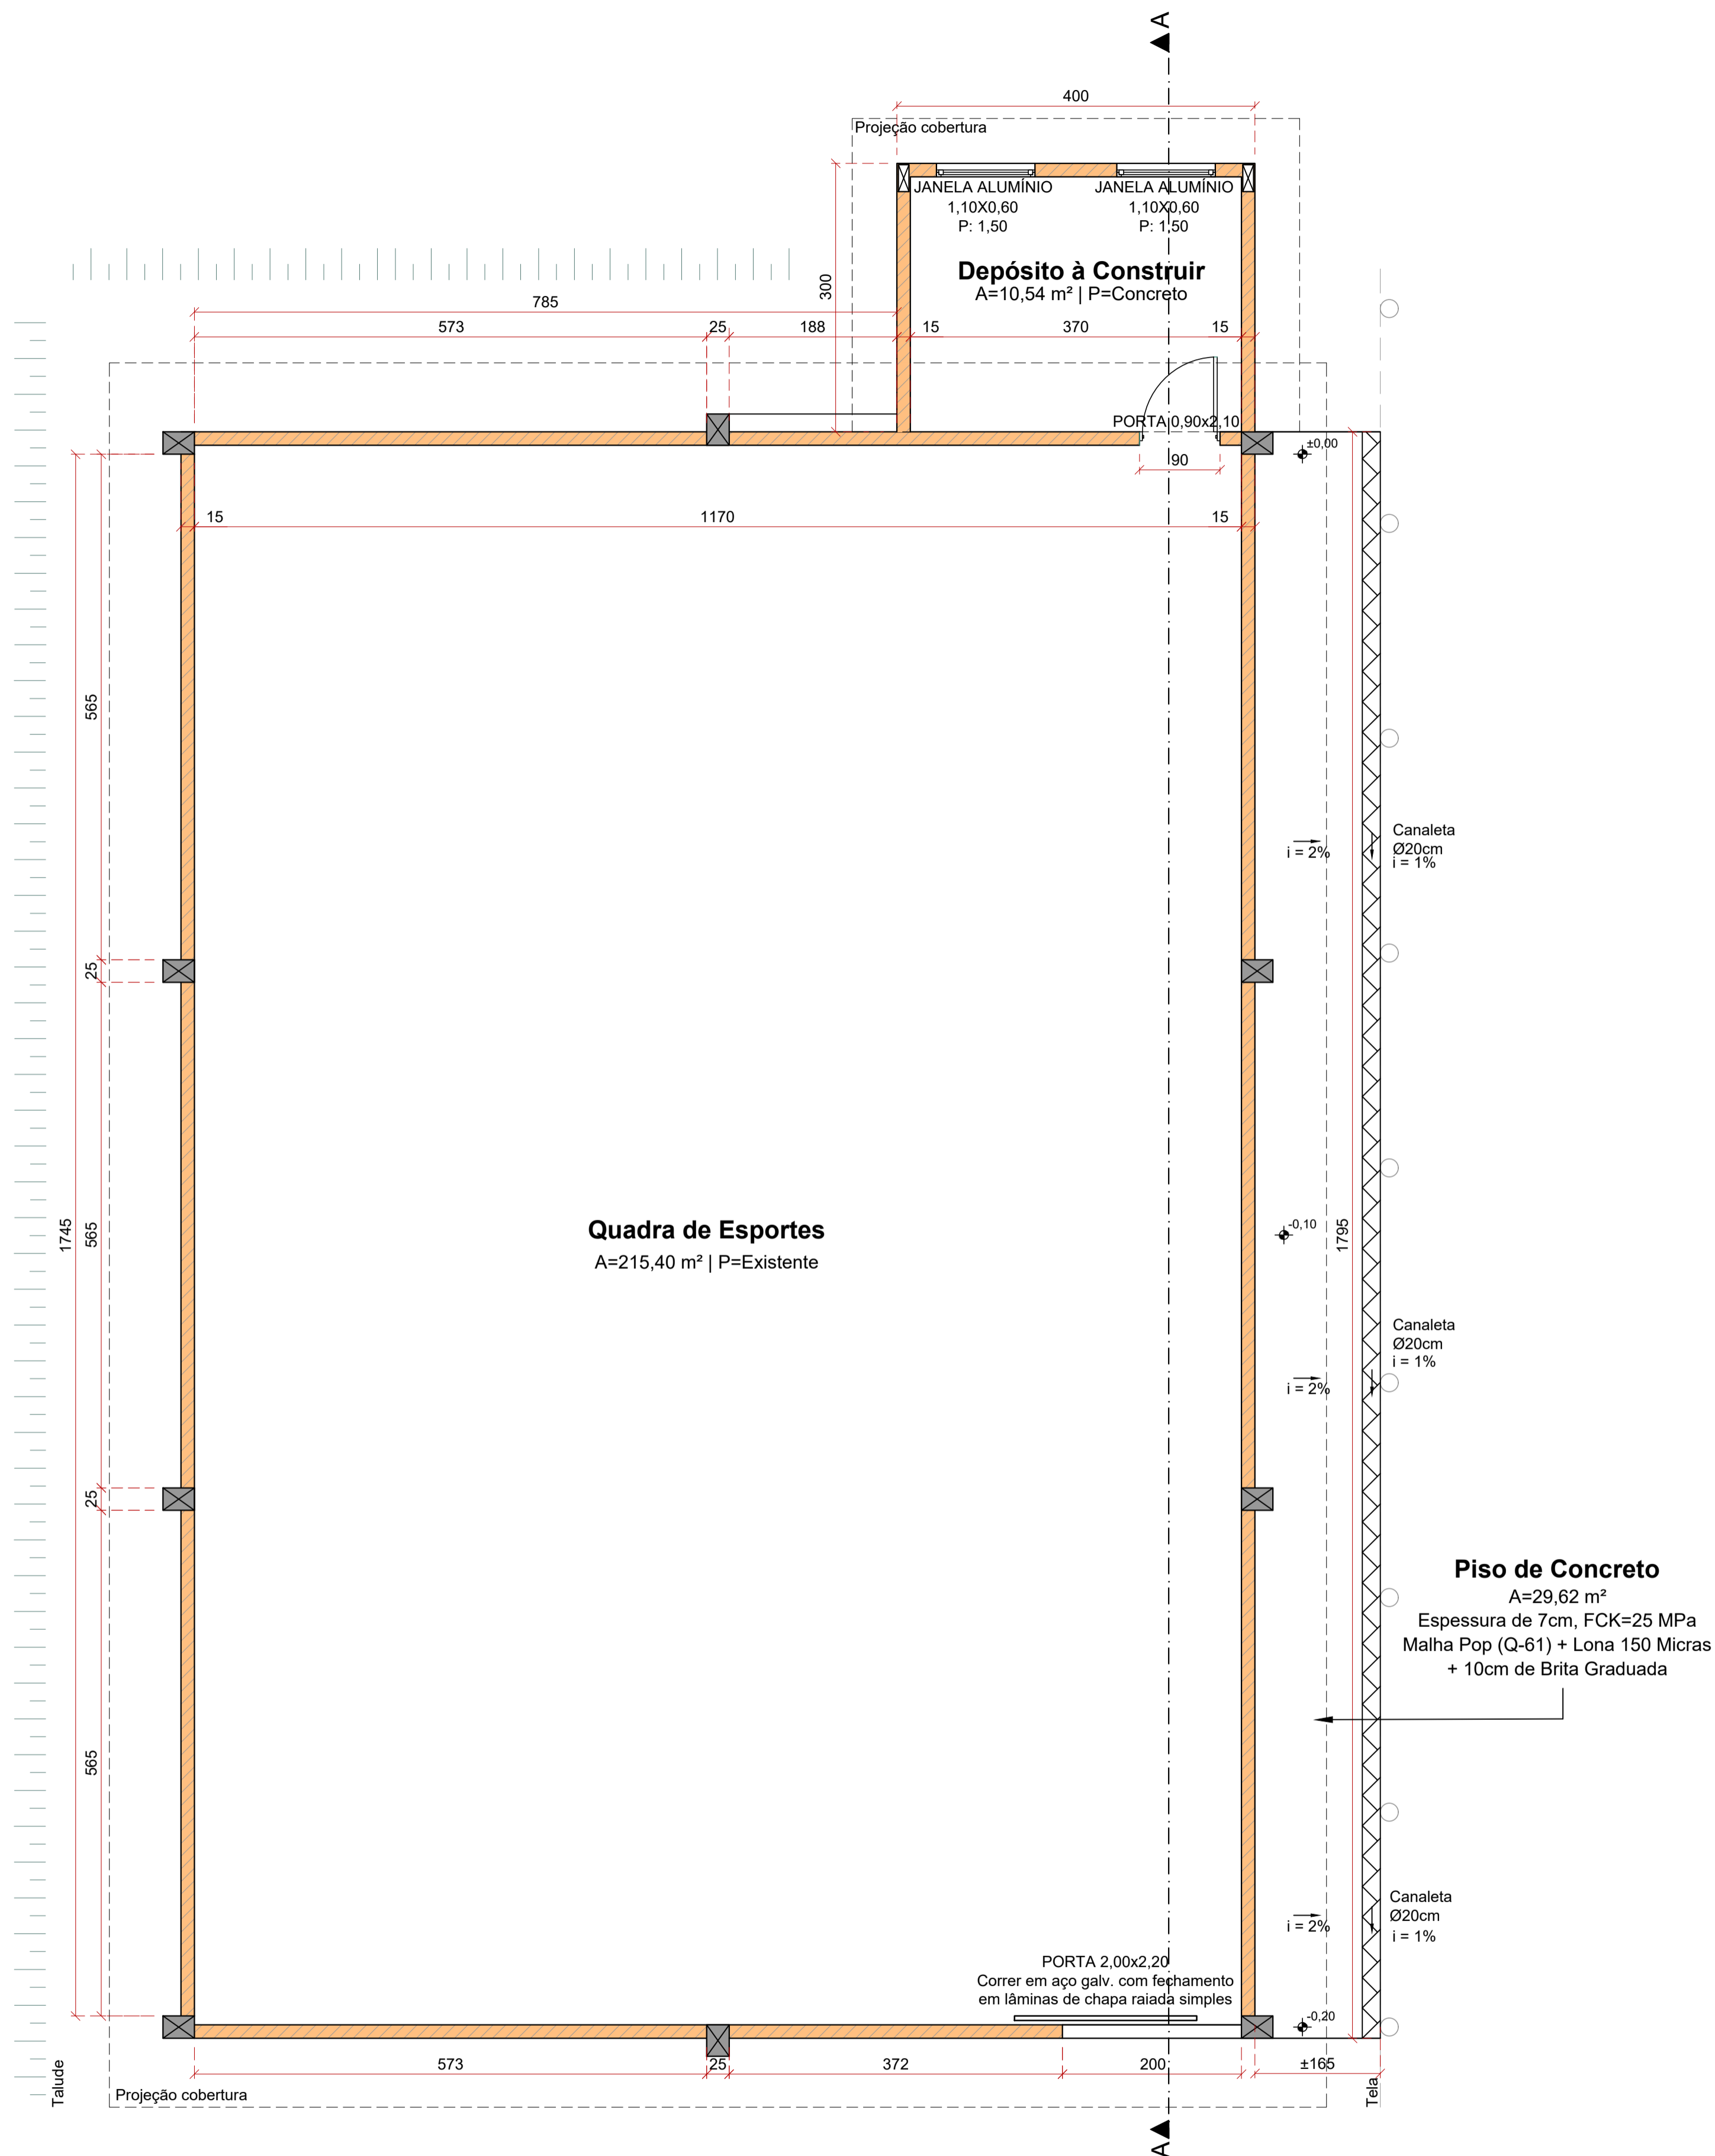 A
400
Projeção cobertura
JANELA ALUMÍNIO
1,10X0,60
P: 1,50
JANELA ALUMÍNIO
1,10X0,60
P: 1,50
Depósito à Construir
A=10,54 m² | P=Concreto
300
785
573
25
188
15
370
15
PORTA 0,90x2,10
±0,00
90
15
1170
15
565
Canaleta
Ø20cm
i = 1%
i = 2%
25
1745
565
Quadra de Esportes
A=215,40 m² | P=Existente
-0,10
1795
Canaleta
Ø20cm
i = 1%
i = 2%
25
Piso de Concreto
A=29,62 m²
Espessura de 7cm, FCK=25 MPa
Malha Pop (Q-61) + Lona 150 Micras
+ 10cm de Brita Graduada
565
Canaleta
Ø20cm
i = 1%
i = 2%
PORTA 2,00x2,20
Correr em aço galv. com fechamento
em lâminas de chapa raiada simples
-0,20
573
25
372
200
±165
Talude
Projeção cobertura
Tela
A